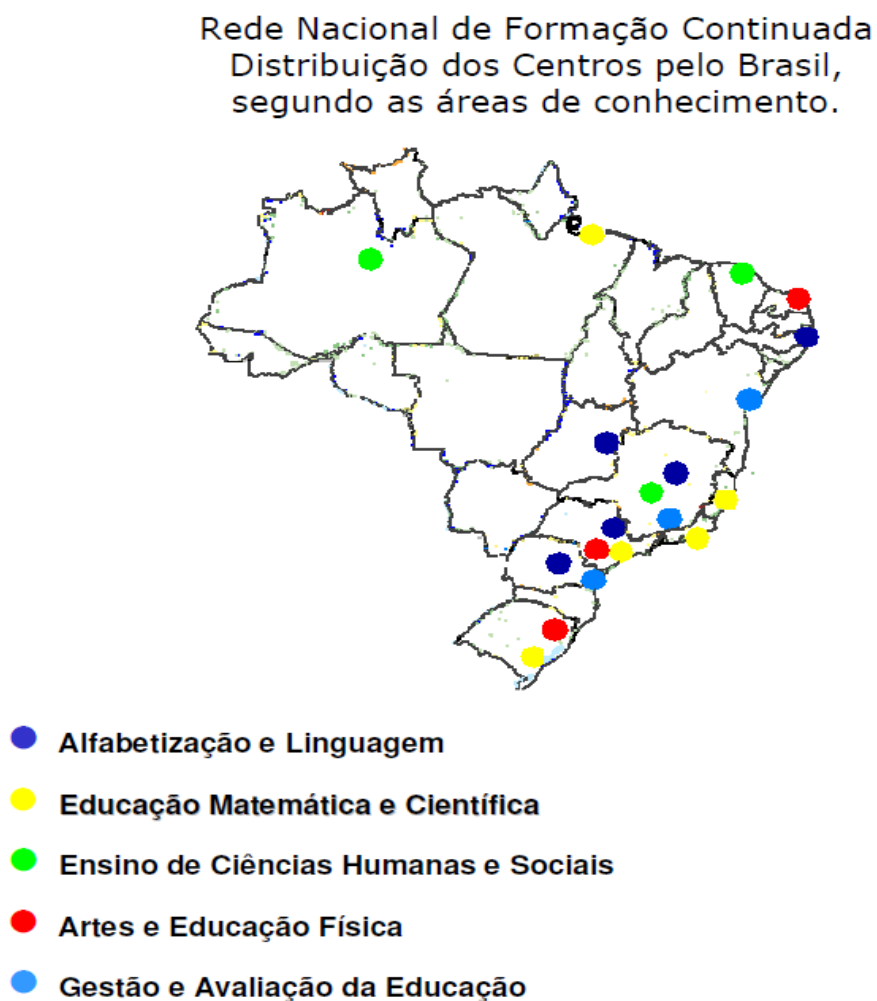 Rede Nacional de Formação Continuada
Distribuição dos Centros pelo Brasil,
segundo as áreas de conhecimento.
Alfabetização e Linguagem
Educação Matemática e Científica
Ensino de Ciências Humanas e Sociais
Artes e Educação Física
Gestão e Avaliação da Educação